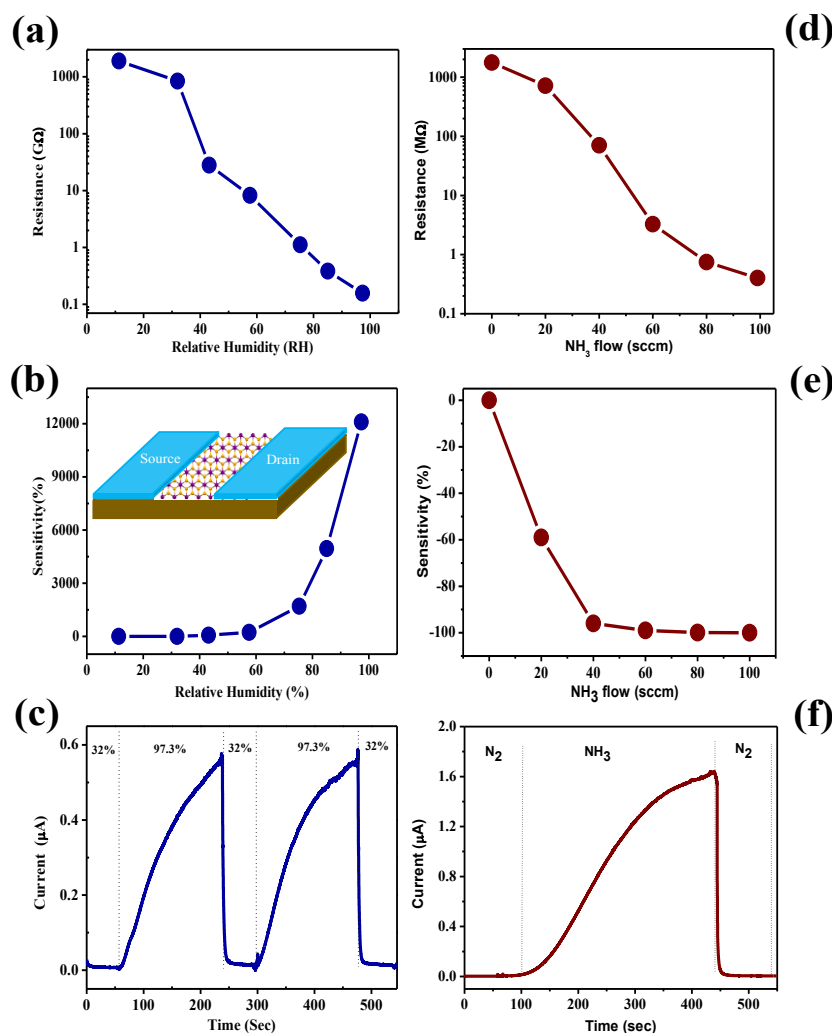 (a)
1000
100
10
1
0.1
Resistance (GΩ)
0 20 40 60 80 100
Relative Humidity (RH)
(d)
1000
100
10
1
0.1
Resistance (MΩ)
0 20 40 60 80 100
NH3 flow (sccm)
(b)
12000
9000
6000
3000
0
Sensitivity(%)
Source
Drain
0 20 40 60 80 100
Relative Humidity (%)
(e)
0
-20
-40
-60
-80
-100
Sensitivity (%)
0 20 40 60 80 100
NH3 flow (sccm)
(c)
0.6
0.4
0.2
0.0
Current (μA)
32% 97.3% 32% 97.3% 32%
0 100 200 300 400 500
Time (Sec)
(f)
2.0
1.6
1.2
0.8
0.4
0.0
Current (μA)
N2 NH3 N2
0 100 200 300 400 500
Time (sec)